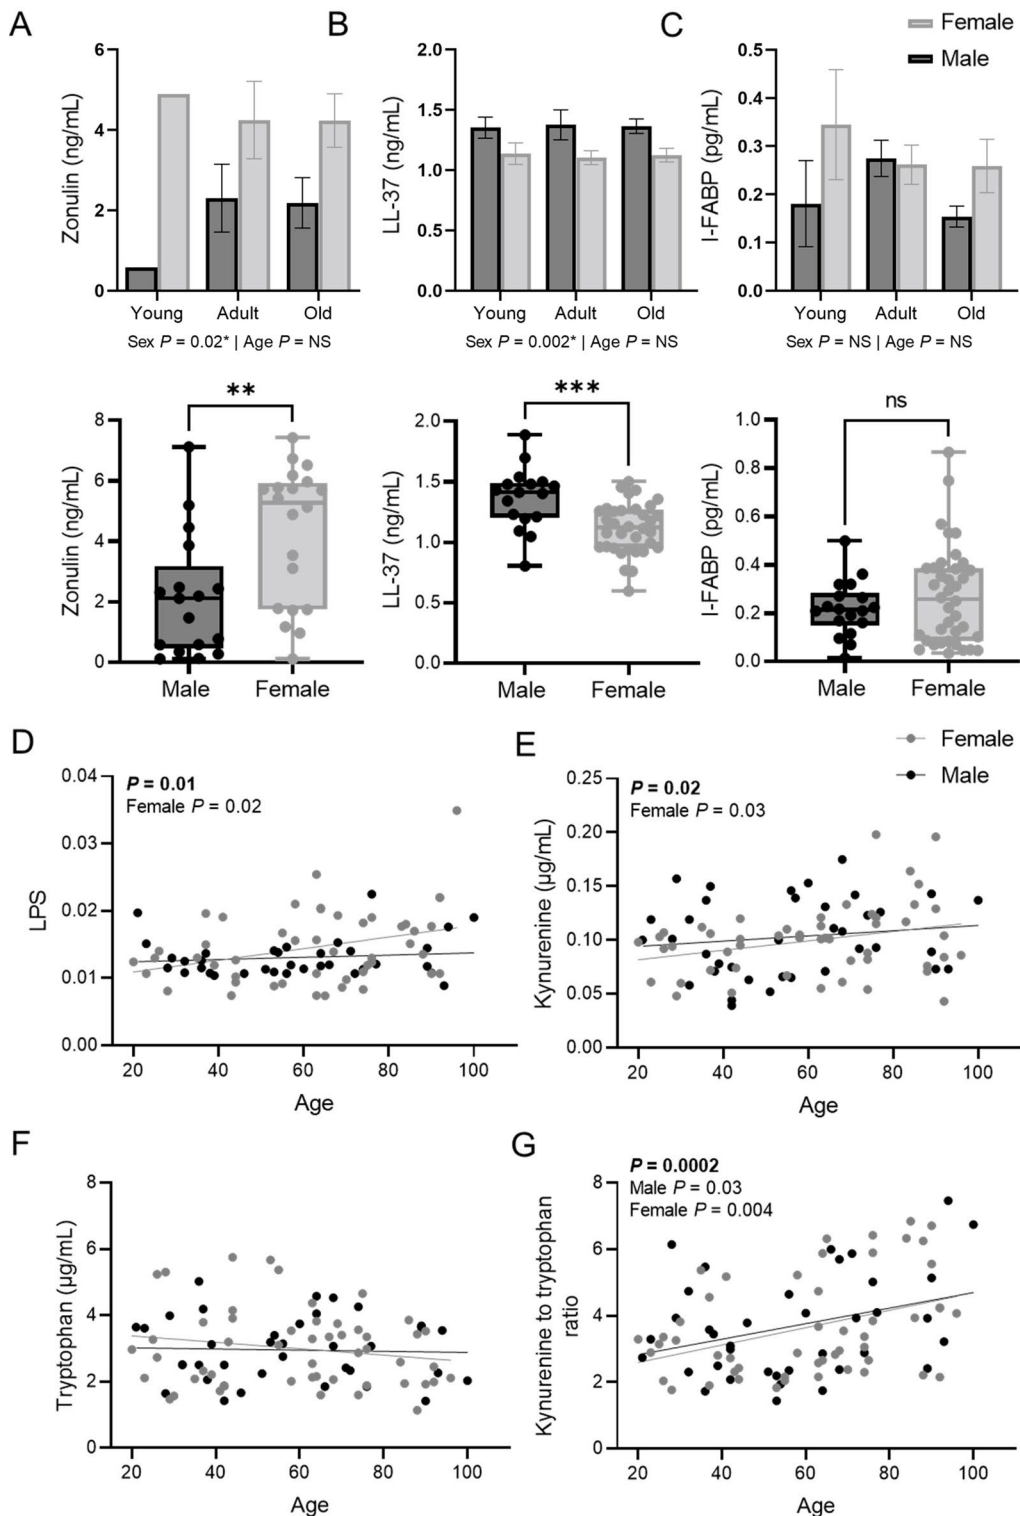 A
B
C
Female
Male
Zonulin (ng/mL)
6
4
2
0
Young Adult Old
Sex P = 0.02* | Age P = NS
LL-37 (ng/mL)
2.0
1.5
1.0
0.5
0.0
Young Adult Old
Sex P = 0.002* | Age P = NS
I-FABP (pg/mL)
0.5
0.4
0.3
0.2
0.1
0.0
Young Adult Old
Sex P = NS | Age P = NS
**
Zonulin (ng/mL)
8
6
4
2
0
Male Female
***
LL-37 (ng/mL)
2.0
1.5
1.0
0.5
0.0
Male Female
ns
I-FABP (pg/mL)
1.0
0.8
0.6
0.4
0.2
0.0
Male Female
D
P = 0.01
Female P = 0.02
LPS
0.04
0.03
0.02
0.01
0.00
20 40 60 80 100
Age
E
Female
Male
P = 0.02
Female P = 0.03
Kynurenine (µg/mL)
0.25
0.20
0.15
0.10
0.05
0.00
20 40 60 80 100
Age
F
Tryptophan (µg/mL)
8
6
4
2
0
20 40 60 80 100
Age
G
P = 0.0002
Male P = 0.03
Female P = 0.004
Kynurenine to tryptophan
ratio
8
6
4
2
0
20 40 60 80 100
Age